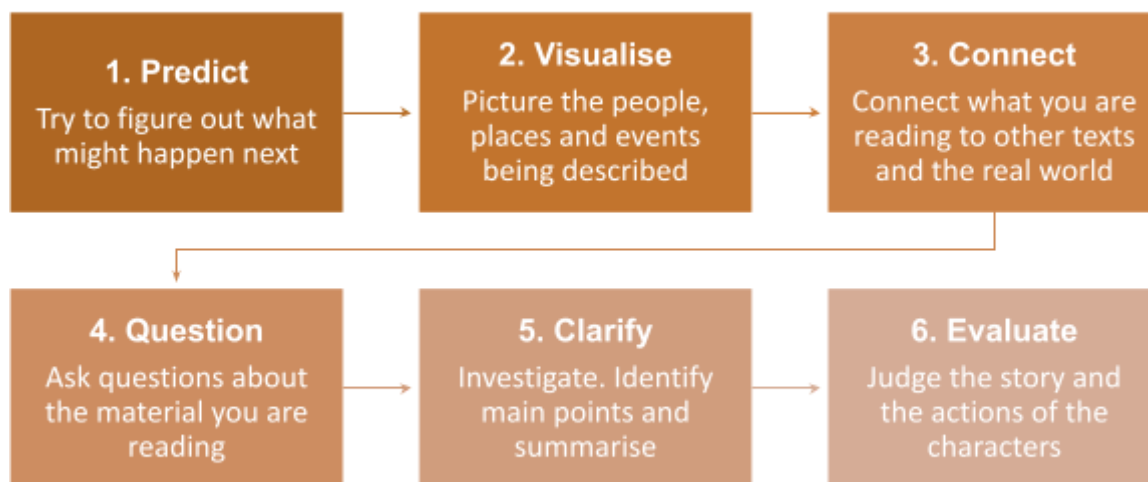 1. Predict
Try to figure out what
might happen next
2. Visualise
Picture the people,
places and events
being described
3. Connect
Connect what you are
reading to other texts
and the real world
4. Question
Ask questions about
the material you are
reading
5. Clarify
Investigate. Identify
main points and
summarise
6. Evaluate
Judge the story and
the actions of the
characters